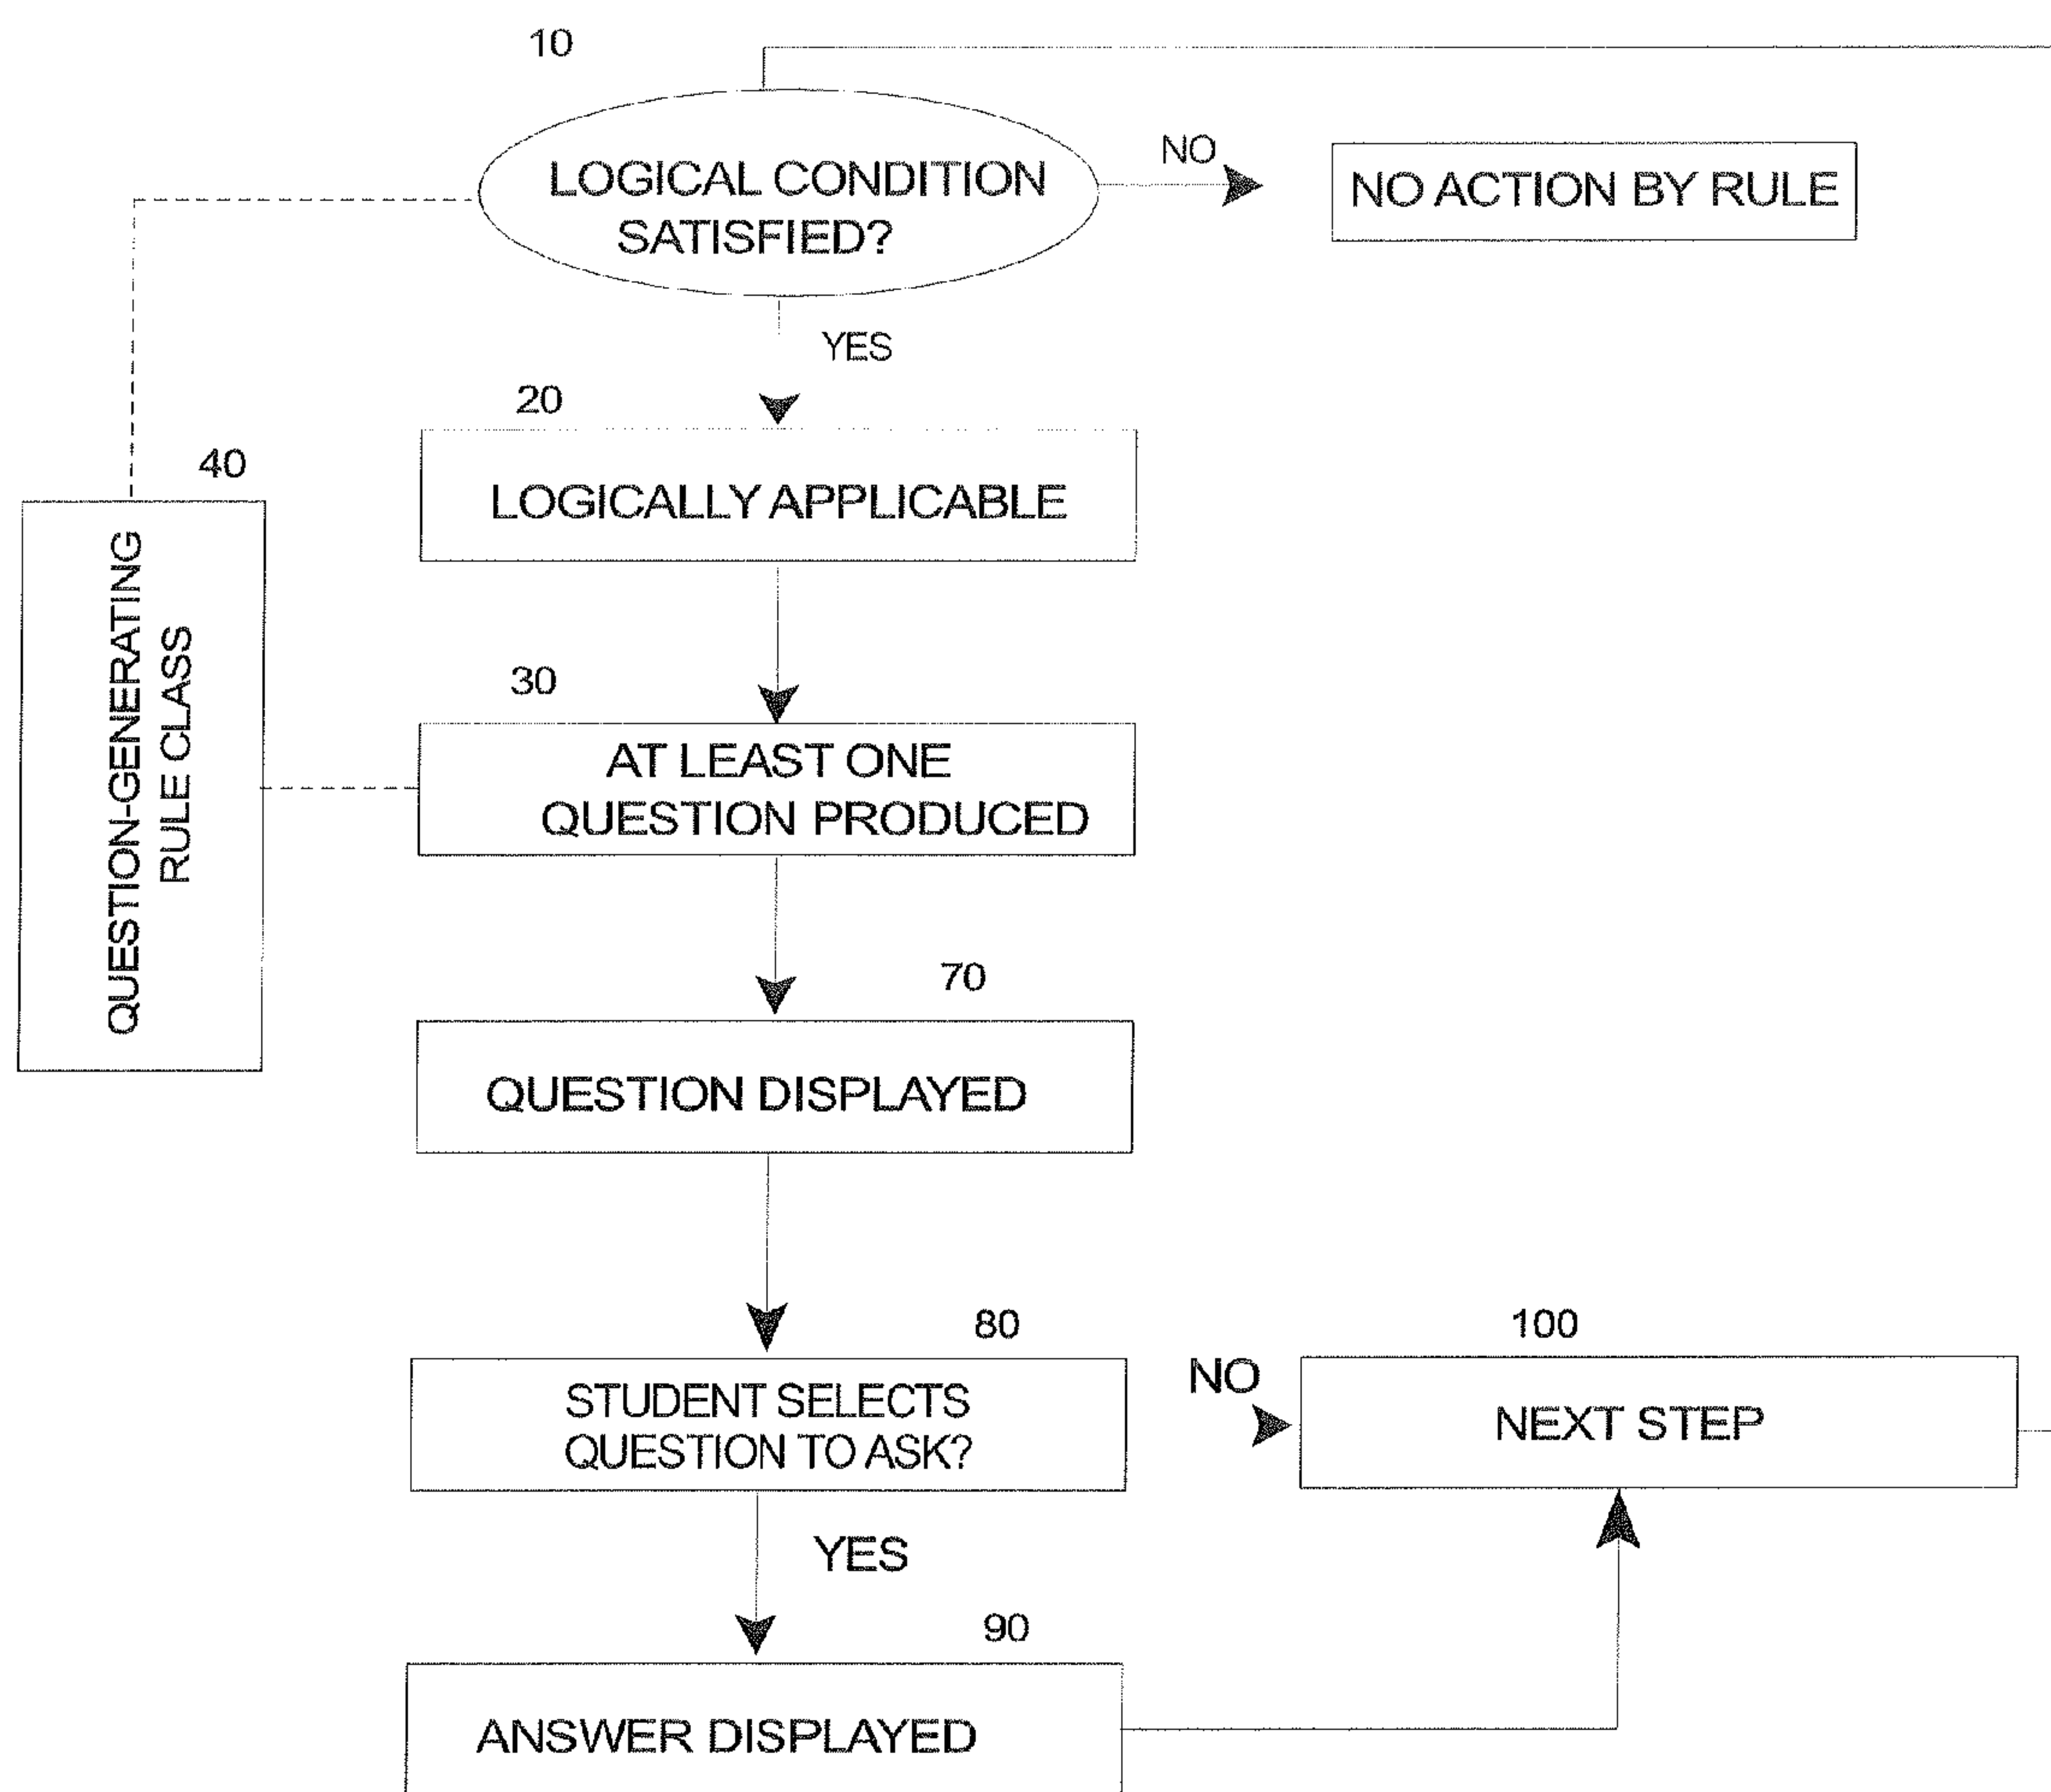 10
LOGICAL CONDITION
SATISFIED?
NO
NO ACTION BY RULE
YES
20
LOGICALLY APPLICABLE
40
QUESTION-GENERATING
RULE CLASS
30
AT LEAST ONE
QUESTION PRODUCED
70
QUESTION DISPLAYED
80
STUDENT SELECTS
QUESTION TO ASK?
NO
100
NEXT STEP
YES
90
ANSWER DISPLAYED